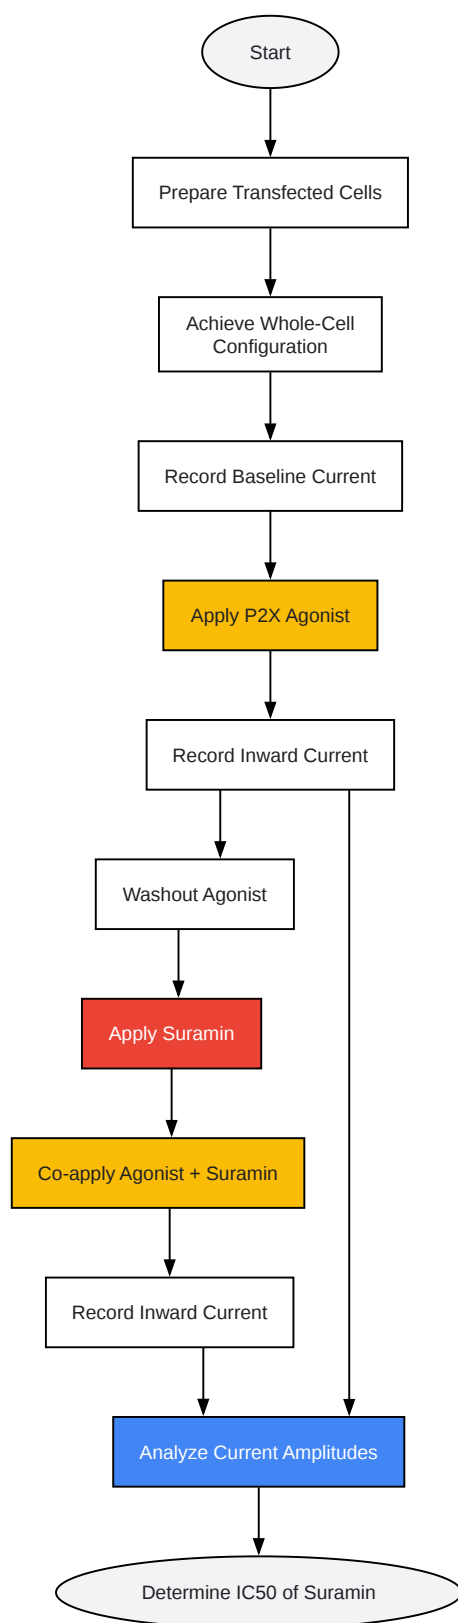 Start
Prepare Transfected Cells
Achieve Whole-Cell
Configuration
Record Baseline Current
Apply P2X Agonist
Record Inward Current
Washout Agonist
Apply Suramin
Co-apply Agonist + Suramin
Record Inward Current
Analyze Current Amplitudes
Determine IC50 of Suramin